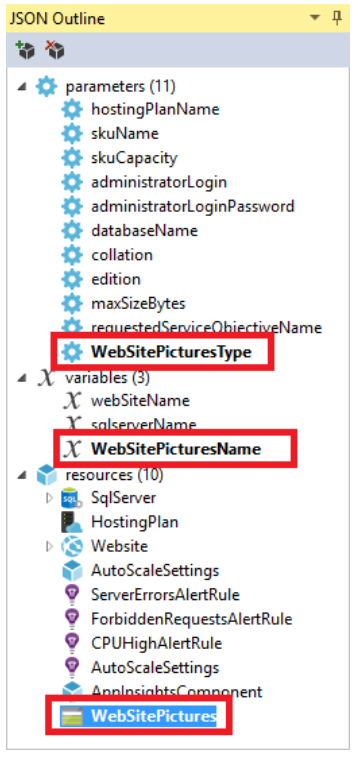 JSON Outline
parameters (11)
hostingPlanName
skuName
skuCapacity
administratorLogin
administratorLoginPassword
databaseName
collation
edition
maxSizeBytes
requestedServiceObjectiveName
WebSitePicturesType
variables (3)
webSiteName
sqlserverName
WebSitePicturesName
resources (10)
SqlServer
HostingPlan
Website
AutoScaleSettings
ServerErrorsAlertRule
ForbiddenRequestsAlertRule
CPUHighAlertRule
AutoScaleSettings
AppInsightsComponent
WebSitePictures